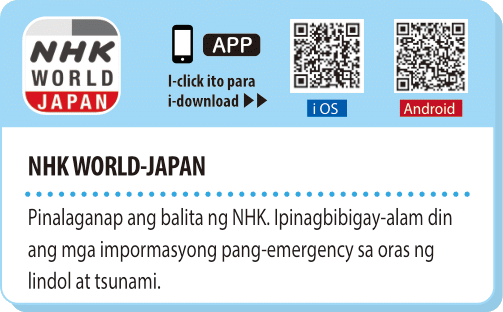 NHK
WORLD
JAPAN
APP
I-click ito para
i-download ▶▶
iOS
Android
NHK WORLD-JAPAN
Pinalaganap ang balita ng NHK. Ipinagbibigay-alam din
ang mga impormasyong pang-emergency sa oras ng
lindol at tsunami.